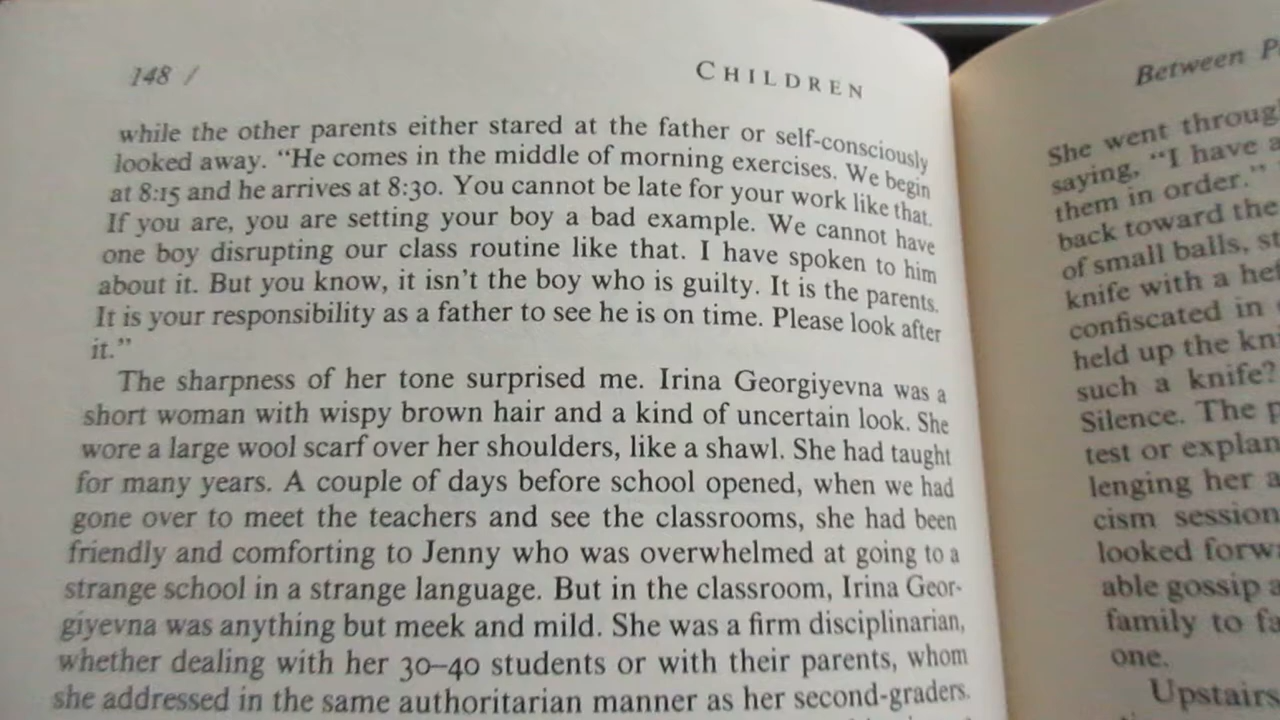 148 /
CHILDREN
while the other parents either stared at the father or self-consciously
looked away. “He comes in the middle of morning exercises. We begin
at 8:15 and he arrives at 8:30. You cannot be late for your work like that.
If you are, you are setting your boy a bad example. We cannot have
one boy disrupting our class routine like that. I have spoken to him
about it. But you know, it isn’t the boy who is guilty. It is the parents.
It is your responsibility as a father to see he is on time. Please look after
it.”
The sharpness of her tone surprised me. Irina Georgiyevna was a
short woman with wispy brown hair and a kind of uncertain look. She
wore a large wool scarf over her shoulders, like a shawl. She had taught
for many years. A couple of days before school opened, when we had
gone over to meet the teachers and see the classrooms, she had been
friendly and comforting to Jenny who was overwhelmed at going to a
strange school in a strange language. But in the classroom, Irina Geor-
giyevna was anything but meek and mild. She was a firm disciplinarian,
whether dealing with her 30–40 students or with their parents, whom
she addressed in the same authoritarian manner as her second-graders.
Between
She went
saying, “I have
them in order.”
back toward the
of small balls,
knife with a
confiscated in
held up the
such a knife?
Silence. The
test or
lenging her
cism session
looked
able gossip
family to
one.
Upstairs